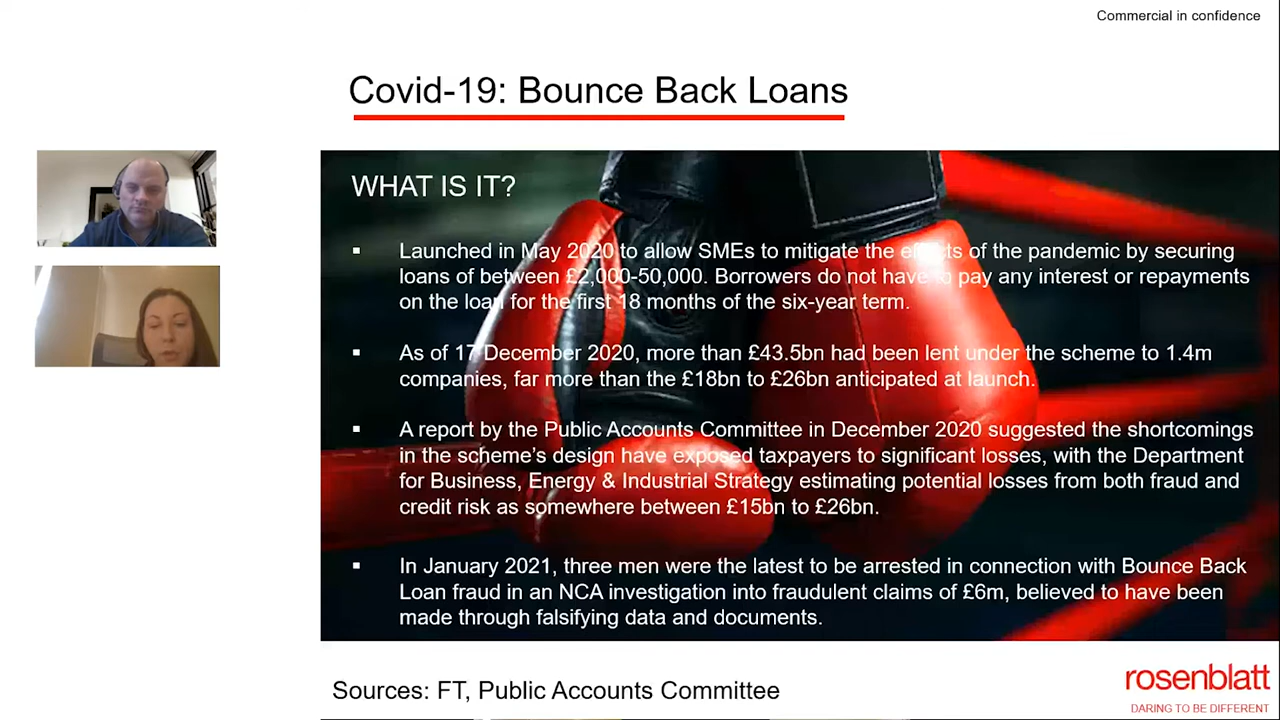 Commercial in confidence
Covid-19: Bounce Back Loans
WHAT IS IT?
▪ Launched in May 2020 to allow SMEs to mitigate the effects of the pandemic by securing
loans of between £2,000-50,000. Borrowers do not have to pay any interest or repayments
on the loan for the first 18 months of the six-year term.
▪ As of 17 December 2020, more than £43.5bn had been lent under the scheme to 1.4m
companies, far more than the £18bn to £26bn anticipated at launch.
▪ A report by the Public Accounts Committee in December 2020 suggested the shortcomings
in the scheme’s design have exposed taxpayers to significant losses, with the Department
for Business, Energy & Industrial Strategy estimating potential losses from both fraud and
credit risk as somewhere between £15bn to £26bn.
▪ In January 2021, three men were the latest to be arrested in connection with Bounce Back
Loan fraud in an NCA investigation into fraudulent claims of £6m, believed to have been
made through falsifying data and documents.
Sources: FT, Public Accounts Committee
rosenblatt
DARING TO BE DIFFERENT